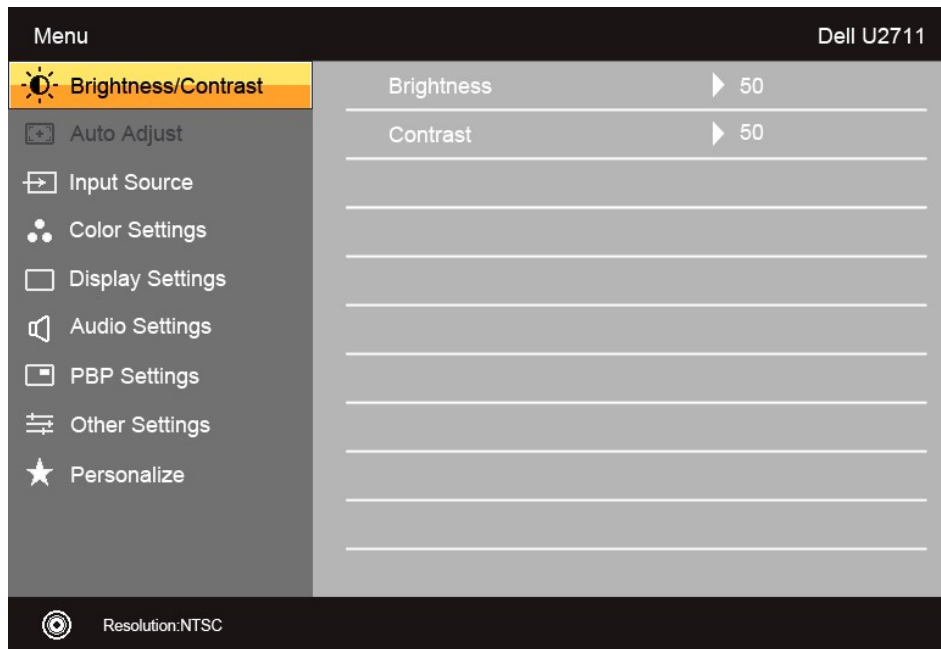 Menu Dell U2711
Brightness/Contrast Brightness 50
Auto Adjust Contrast 50
Input Source
Color Settings
Display Settings
Audio Settings
PBP Settings
Other Settings
Personalize
Resolution:NTSC